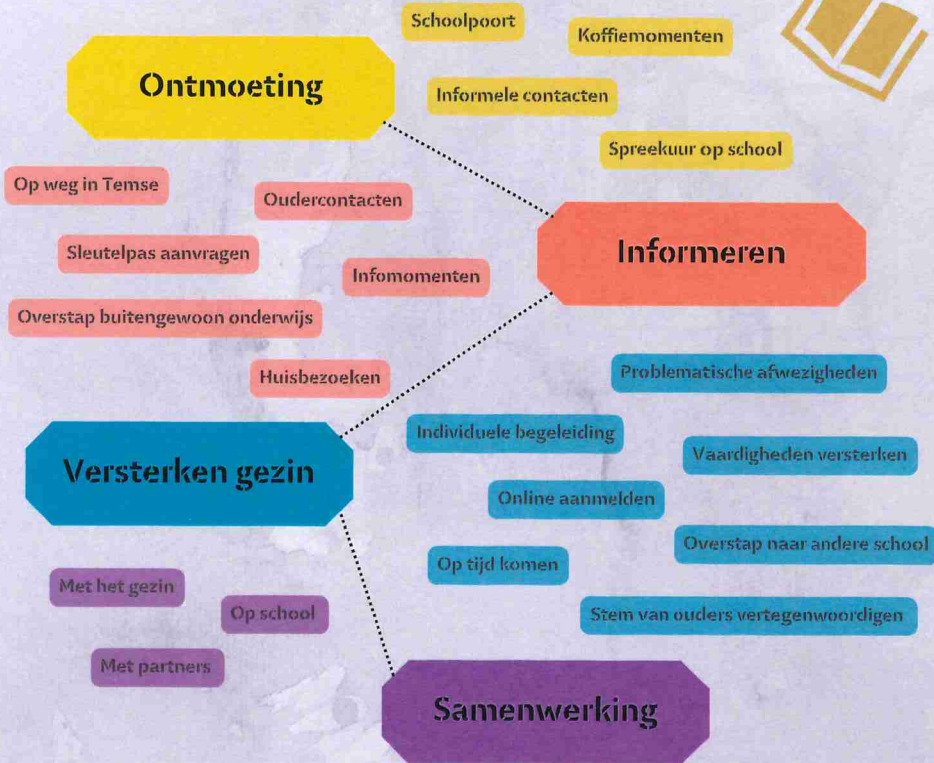 Schoolpoort
Koffiemomenten
Ontmoeting
Informele contacten
Spreekuur op school
Op weg in Temse
Oudercontacten
Sleutelpas aanvragen
Informeren
Infomomenten
Overstap buitengewoon onderwijs
Huisbezoeken
Problematische afwezigheden
Individuele begeleiding
Vaardigheden versterken
Versterken gezin
Online aanmelden
Overstap naar andere school
Op tijd komen
Met het gezin
Op school
Stem van ouders vertegenwoordigen
Met partners
Samenwerking